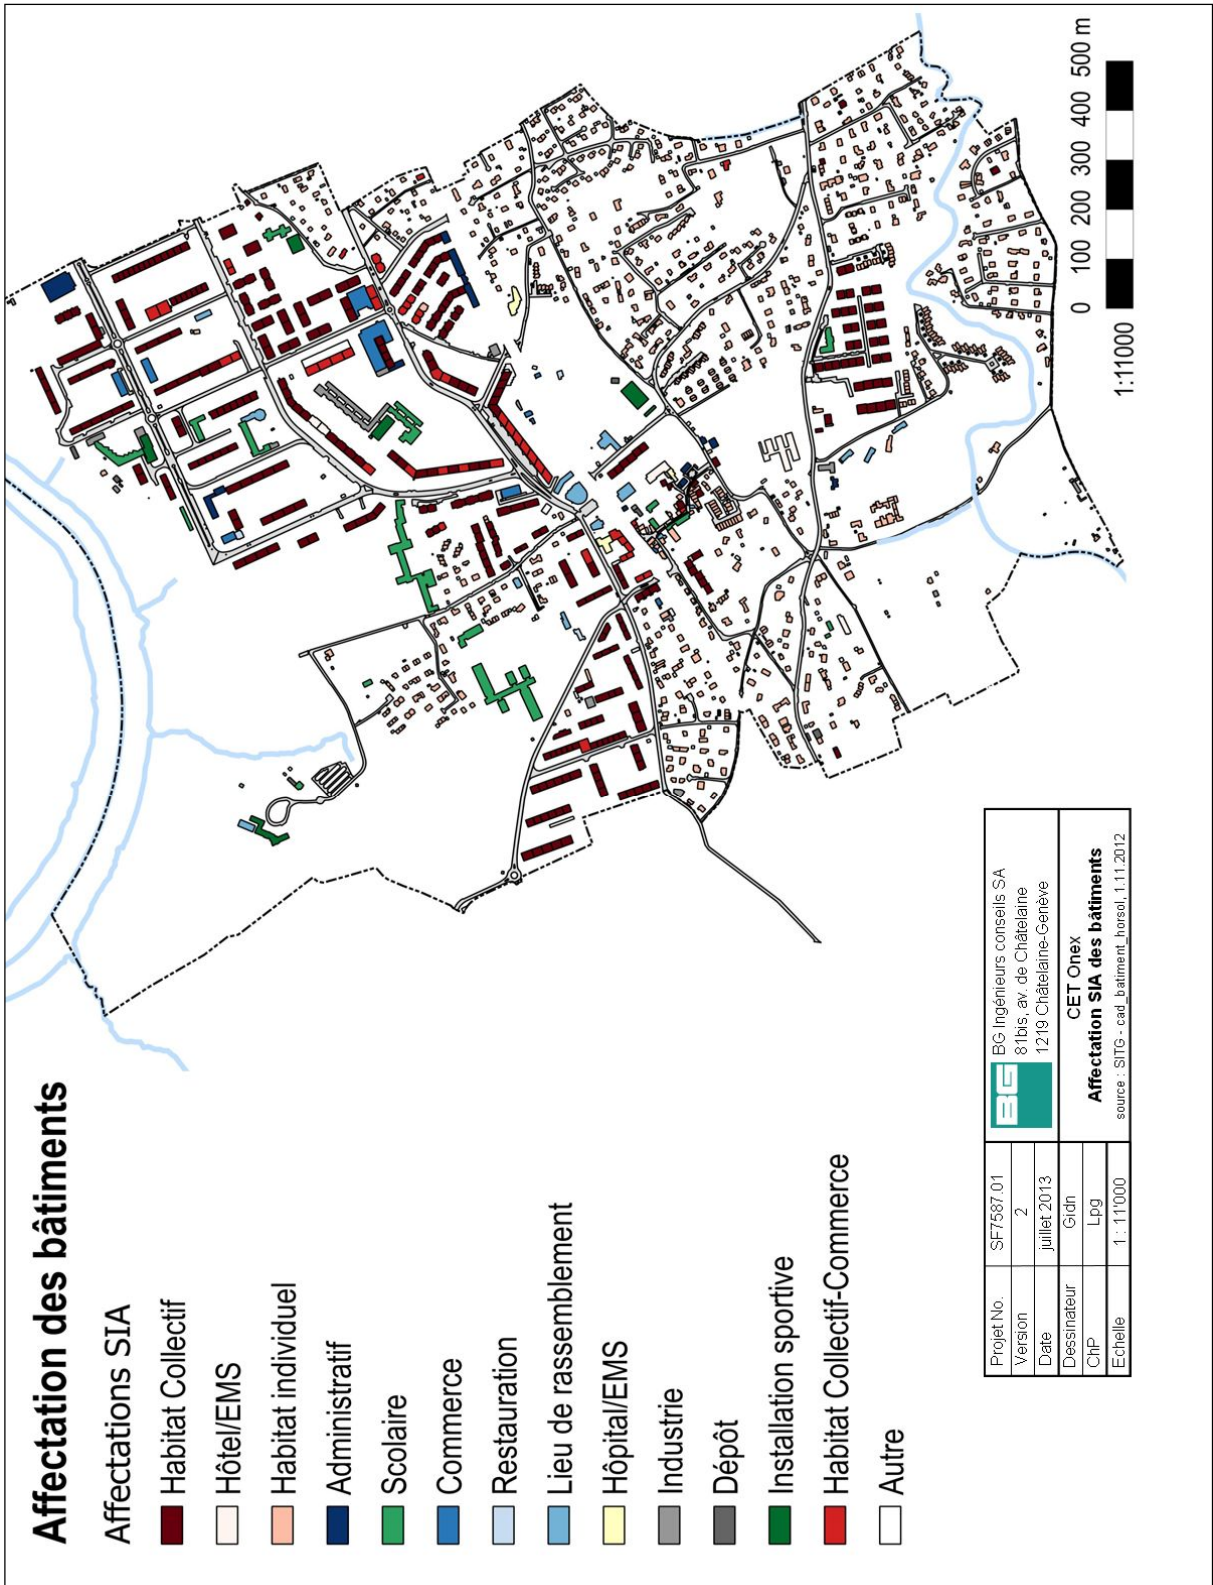 Affectation des bâtiments
Affectations SIA
Habitat Collectif
Hôtel/EMS
Habitat individuel
Administratif
Scolaire
Commerce
Restauration
Lieu de rassemblement
Hôpital/EMS
Industrie
Dépôt
Installation sportive
Habitat Collectif-Commerce
Autre
Projet No. SF7587.01
Version 2
Date juillet 2013
Dessinateur Gidn
ChP Lpg
Echelle 1 : 11'000
BG
BG Ingénieurs conseils SA
81bis, av. de Châtelaine
1219 Châtelaine-Genève
CET Onex
Affectation SIA des bâtiments
source : SITG - cad_batiment_horsol, 1.11.2012
0 100 200 300 400 500 m
1:11000